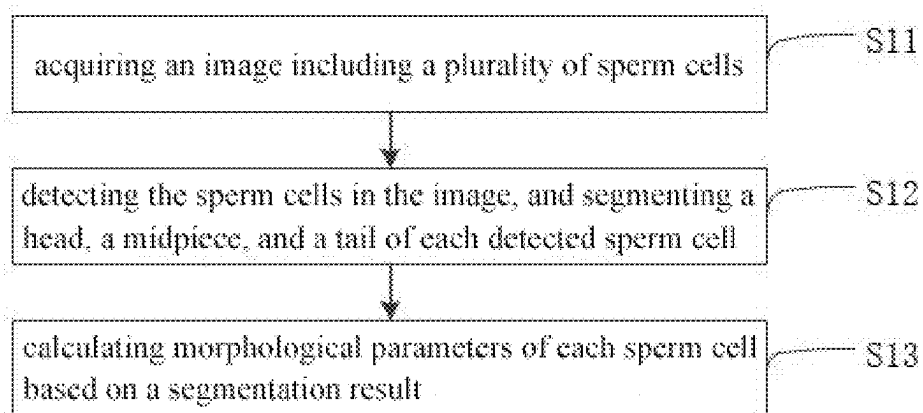 acquiring an image including a plurality of sperm cells
S11
detecting the sperm cells in the image, and segmenting a
head, a midpiece, and a tail of each detected sperm cell
S12
calculating morphological parameters of each sperm cell
based on a segmentation result
S13